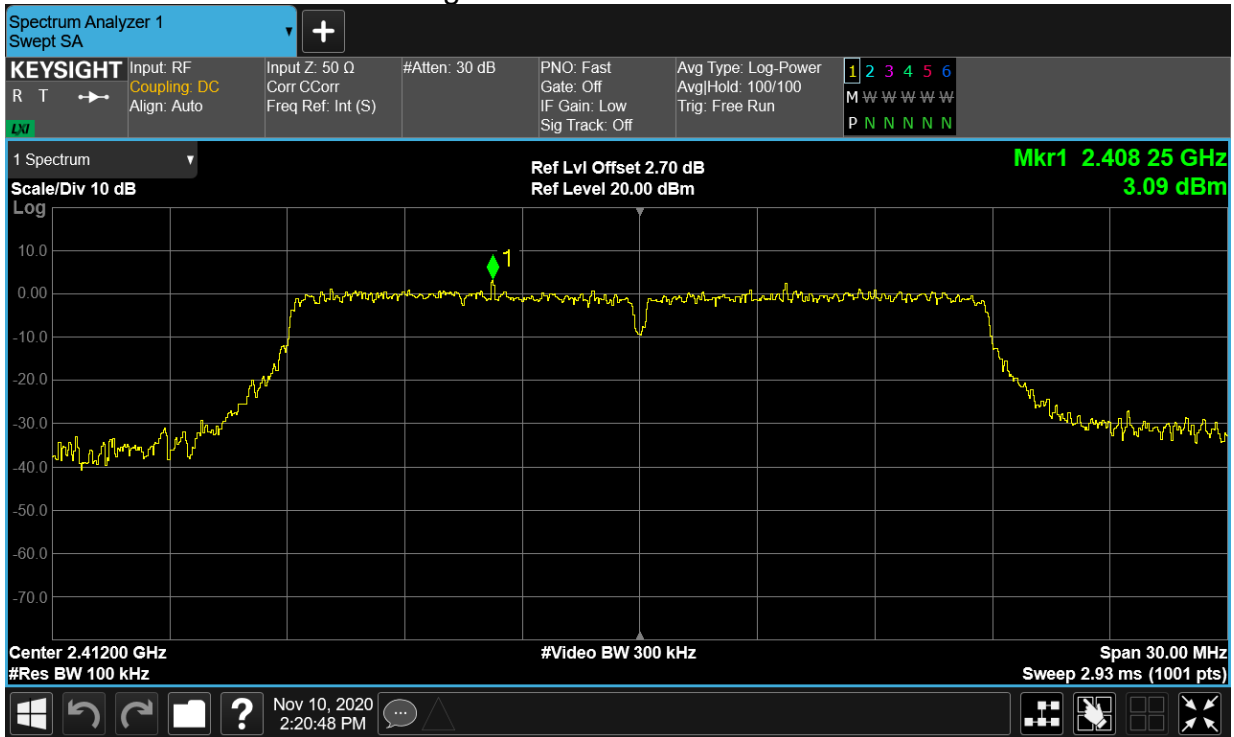 Spectrum Analyzer 1
Swept SA
+
KEYSIGHT Input: RF Input Z: 50 Ω #Atten: 30 dB PNO: Fast Avg Type: Log-Power 1 2 3 4 5 6
R T Coupling: DC Corr CCorr Gate: Off Avg|Hold: 100/100 M W W W W W
Align: Auto Freq Ref: Int (S) IF Gain: Low Trig: Free Run
LXI Sig Track: Off P N N N N N
1 Spectrum Ref Lvl Offset 2.70 dB Mkr1 2.408 25 GHz
Scale/Div 10 dB Ref Level 20.00 dBm 3.09 dBm
Log
10.0
1
0.00
-10.0
-20.0
-30.0
-40.0
-50.0
-60.0
-70.0
Center 2.41200 GHz #Video BW 300 kHz Span 30.00 MHz
#Res BW 100 kHz Sweep 2.93 ms (1001 pts)
? Nov 10, 2020
2:20:48 PM